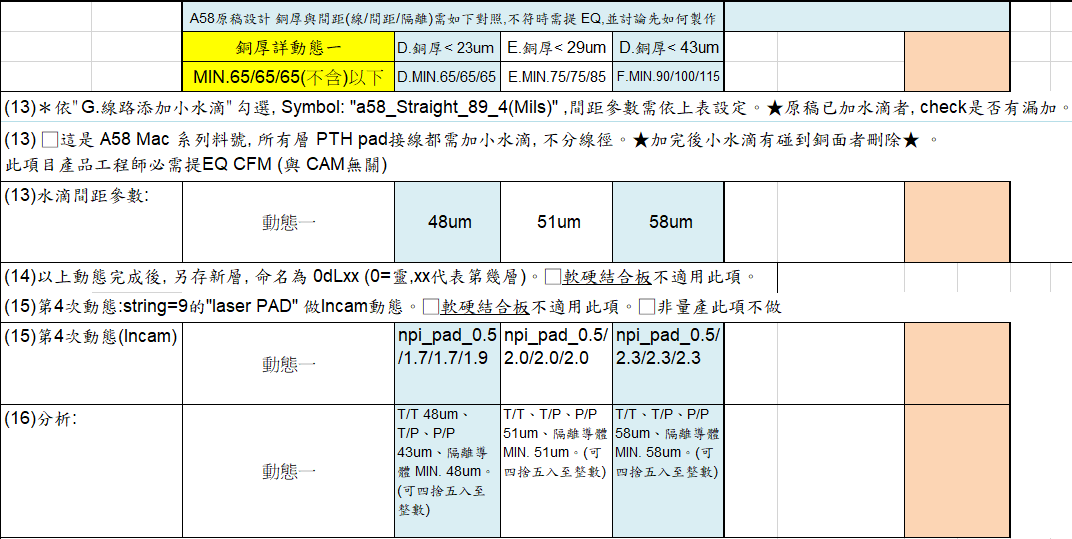 A58原稿設計 銅厚與間距(線/間距/隔離)需如下對照,不符時需提 EQ,並討論先如何製作
銅厚詳動態一 D.銅厚< 23um E.銅厚< 29um D.銅厚< 43um
MIN.65/65/65(不含)以下 D.MIN.65/65/65 E.MIN.75/75/85 F.MIN.90/100/115
(13)＊依"G.線路添加小水滴" 勾選, Symbol: "a58_Straight_89_4(Mils)" ,間距參數需依上表設定。★原稿已加水滴者, check是否有漏加。
(13) □這是 A58 Mac 系列料號, 所有層 PTH pad接線都需加小水滴, 不分線徑。★加完後小水滴有碰到銅面者刪除★ 。
此項目產品工程師必需提EQ CFM (與 CAM無關)
(13)水滴間距參數:
動態一 48um 51um 58um
(14)以上動態完成後, 另存新層, 命名為 0dLxx (0=靈,xx代表第幾層)。□軟硬結合板不適用此項。
(15)第4次動態:string=9的"laser PAD" 做Incam動態。□軟硬結合板不適用此項。□非量產此項不做
(15)第4次動態(Incam)
動態一
npi_pad_0.5
/1.7/1.7/1.9
npi_pad_0.5/
2.0/2.0/2.0
npi_pad_0.5/
2.3/2.3/2.3
(16)分析:
動態一
T/T 48um、
T/P、P/P
43um、隔離導
體 MIN. 48um。
(可四捨五入至
整數)
T/T、T/P、P/P
51um、隔離導體
MIN. 51um。(可
四捨五入至整數)
T/T、T/P、P/P
58um、隔離導體
MIN. 58um。(可
四捨五入至整數)